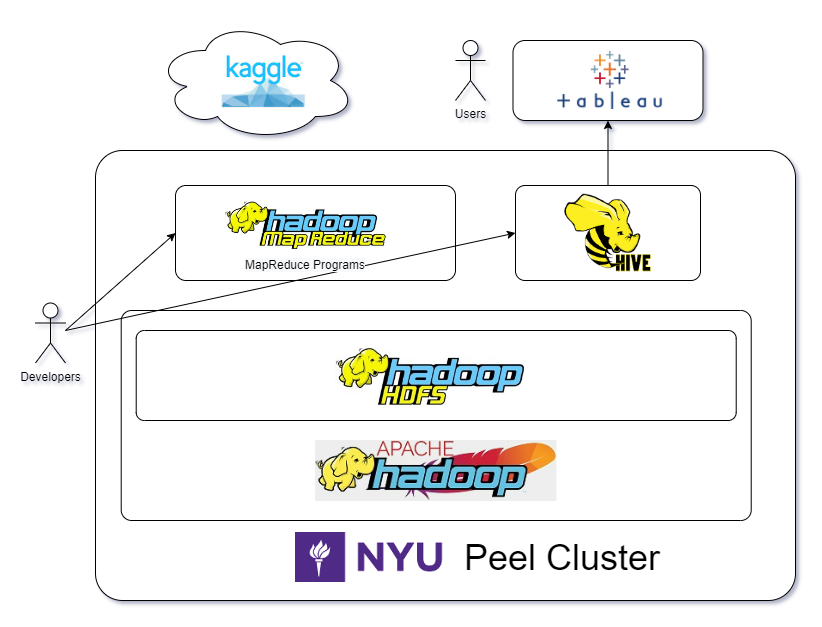 kaggle
Users
+ a b l e a u
hadoop
Map Reduce
MapReduce Programs
HIVE
Developers
hadoop
HDFS
APACHE
hadoop
NYU Peel Cluster